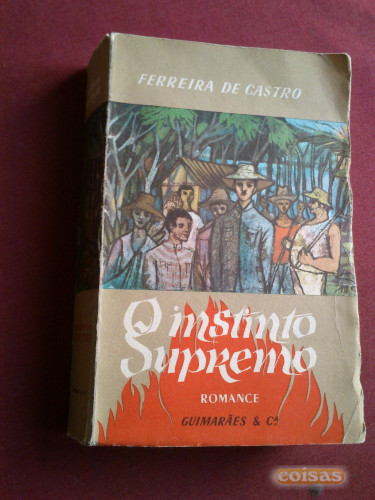 FERREIRA DE CASTRO
O instinto
Supremo
ROMANCE
GUIMARÃES & Cª
coisas